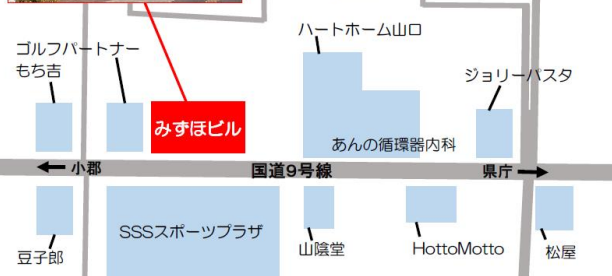 ハートホーム山口
ゴルフパートナー
もち吉
ジョリーパスタ
みずほビル
あんの循環器内科
← 小郡
国道9号線
県庁 →
SSSスポーツプラザ
豆子郎
山陰堂
HottoMotto
松屋